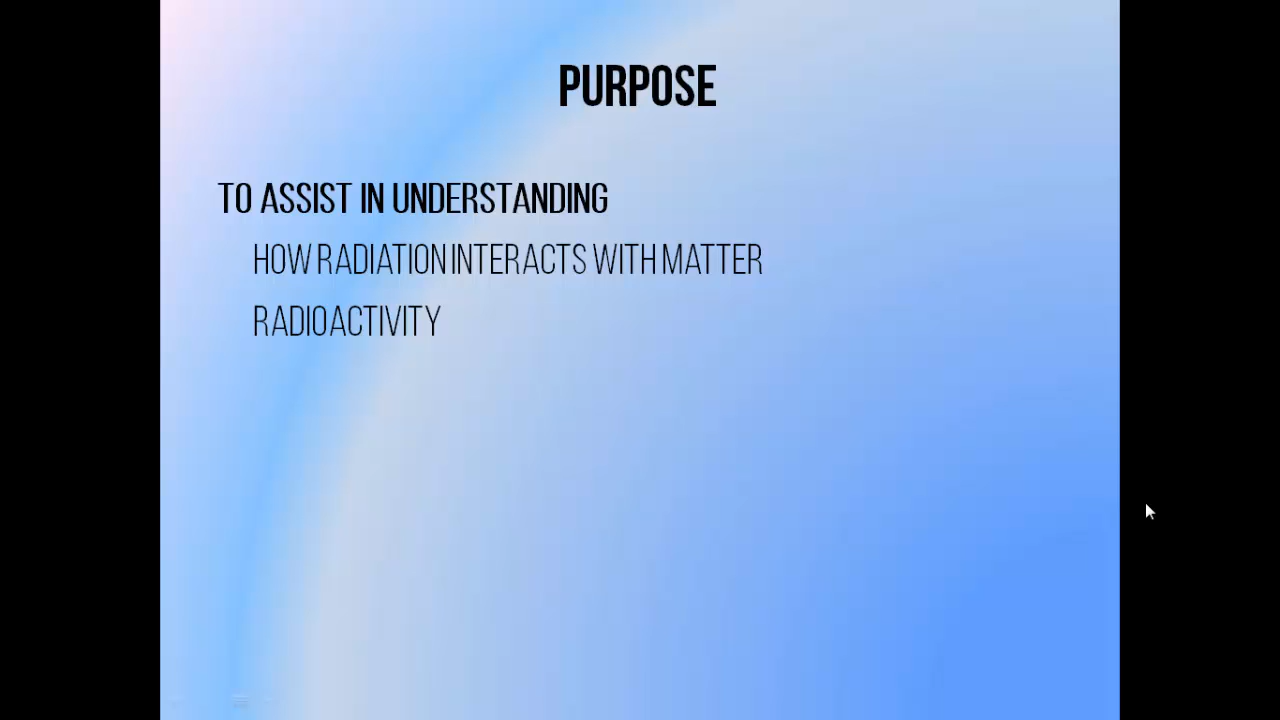 PURPOSE
TO ASSIST IN UNDERSTANDING
HOW RADIATION INTERACTS WITH MATTER
RADIOACTIVITY